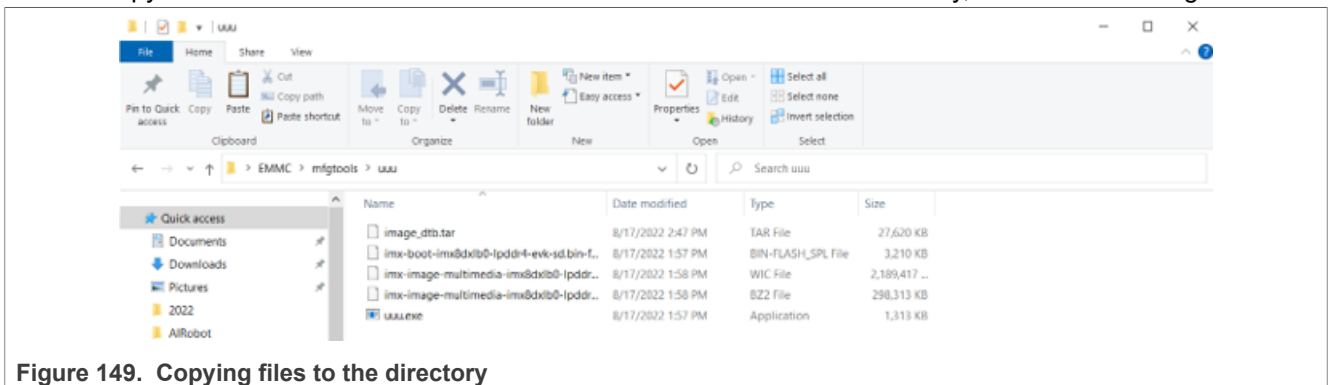 uuu
File Home Share View
Pin to Quick access Copy Paste Cut Copy path Paste shortcut Move to Copy to Delete Rename New folder New item Easy access Properties Open Edit History Select all Select none Invert selection
Clipboard Organize New Open Select
EMMC > mfgtools > uuu Search uuu
Name Date modified Type Size
Quick access
Documents image_dtb.tar 8/17/2022 2:47 PM TAR File 27,620 KB
Downloads imx-boot-imx8dxlb0-lpddr4-evk-sd.bin-f... 8/17/2022 1:57 PM BIN-FLASH_SPL File 3,210 KB
Pictures imx-image-multimedia-imx8dxlb0-lpddr... 8/17/2022 1:58 PM WIC File 2,189,417 ...
2022 imx-image-multimedia-imx8dxlb0-lpddr... 8/17/2022 1:58 PM BZ2 File 298,313 KB
AIRobot uuu.exe 8/17/2022 1:57 PM Application 1,313 KB
Figure 149. Copying files to the directory